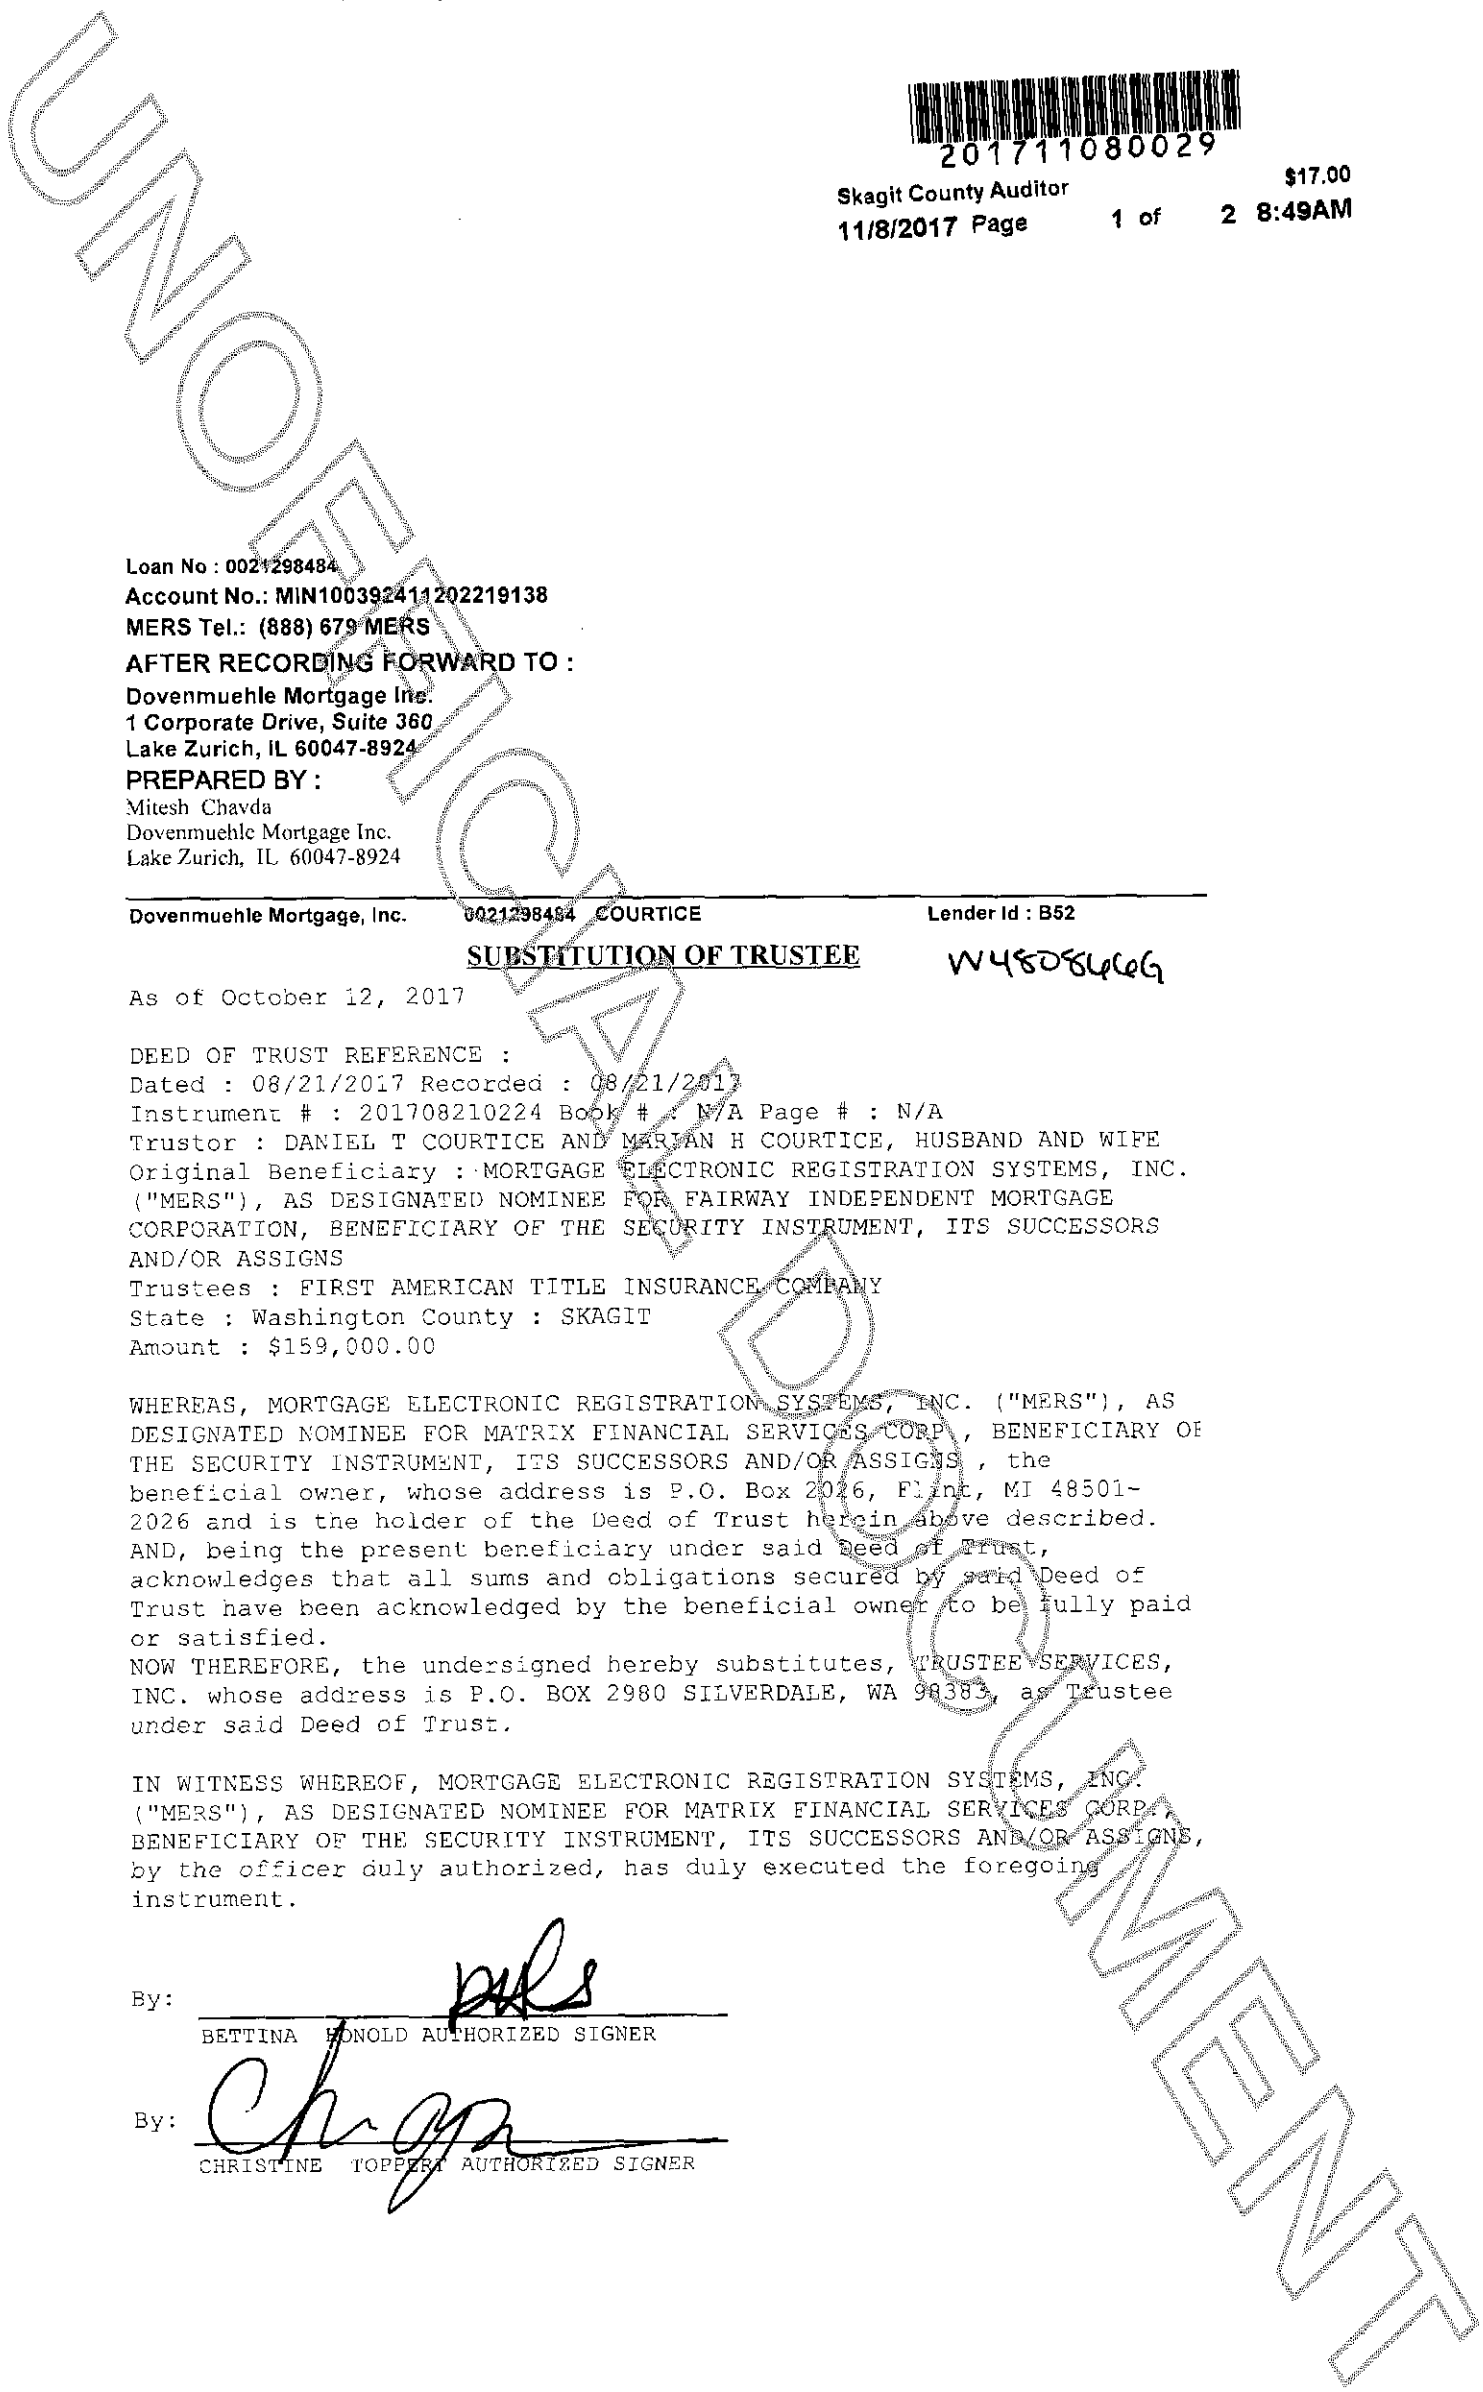 201711080029
Skagit County Auditor $17.00
11/8/2017 Page 1 of 2 8:49AM
Loan No : 0021298484
Account No.: MIN100392411202219138
MERS Tel.: (888) 679 MERS
AFTER RECORDING FORWARD TO :
Dovenmuehle Mortgage Inc.
1 Corporate Drive, Suite 360
Lake Zurich, IL 60047-8924
PREPARED BY :
Mitesh Chavda
Dovenmuehle Mortgage Inc.
Lake Zurich, IL 60047-8924
Dovenmuehle Mortgage, Inc. 0021298484 COURTICE Lender Id : B52
SUBSTITUTION OF TRUSTEE
As of October 12, 2017
DEED OF TRUST REFERENCE :
Dated : 08/21/2017 Recorded : 08/21/2017
Instrument # : 201708210224 Book # : N/A Page # : N/A
Trustor : DANIEL T COURTICE AND MARIAN H COURTICE, HUSBAND AND WIFE
Original Beneficiary : MORTGAGE ELECTRONIC REGISTRATION SYSTEMS, INC.
("MERS"), AS DESIGNATED NOMINEE FOR FAIRWAY INDEPENDENT MORTGAGE
CORPORATION, BENEFICIARY OF THE SECURITY INSTRUMENT, ITS SUCCESSORS
AND/OR ASSIGNS
Trustees : FIRST AMERICAN TITLE INSURANCE COMPANY
State : Washington County : SKAGIT
Amount : $159,000.00
WHEREAS, MORTGAGE ELECTRONIC REGISTRATION SYSTEMS, INC. ("MERS"), AS
DESIGNATED NOMINEE FOR MATRIX FINANCIAL SERVICES CORP., BENEFICIARY OF
THE SECURITY INSTRUMENT, ITS SUCCESSORS AND/OR ASSIGNS , the
beneficial owner, whose address is P.O. Box 2026, Flint, MI 48501-
2026 and is the holder of the Deed of Trust herein above described.
AND, being the present beneficiary under said Deed of Trust,
acknowledges that all sums and obligations secured by said Deed of
Trust have been acknowledged by the beneficial owner to be fully paid
or satisfied.
NOW THEREFORE, the undersigned hereby substitutes, TRUSTEE SERVICES,
INC. whose address is P.O. BOX 2980 SILVERDALE, WA 98383, as Trustee
under said Deed of Trust.
IN WITNESS WHEREOF, MORTGAGE ELECTRONIC REGISTRATION SYSTEMS, INC.
("MERS"), AS DESIGNATED NOMINEE FOR MATRIX FINANCIAL SERVICES CORP.,
BENEFICIARY OF THE SECURITY INSTRUMENT, ITS SUCCESSORS AND/OR ASSIGNS,
by the officer duly authorized, has duly executed the foregoing
instrument.
By:
BETTINA HONOLD AUTHORIZED SIGNER
By:
CHRISTINE TOPPERT AUTHORIZED SIGNER
UNOFFICIAL DOCUMENT